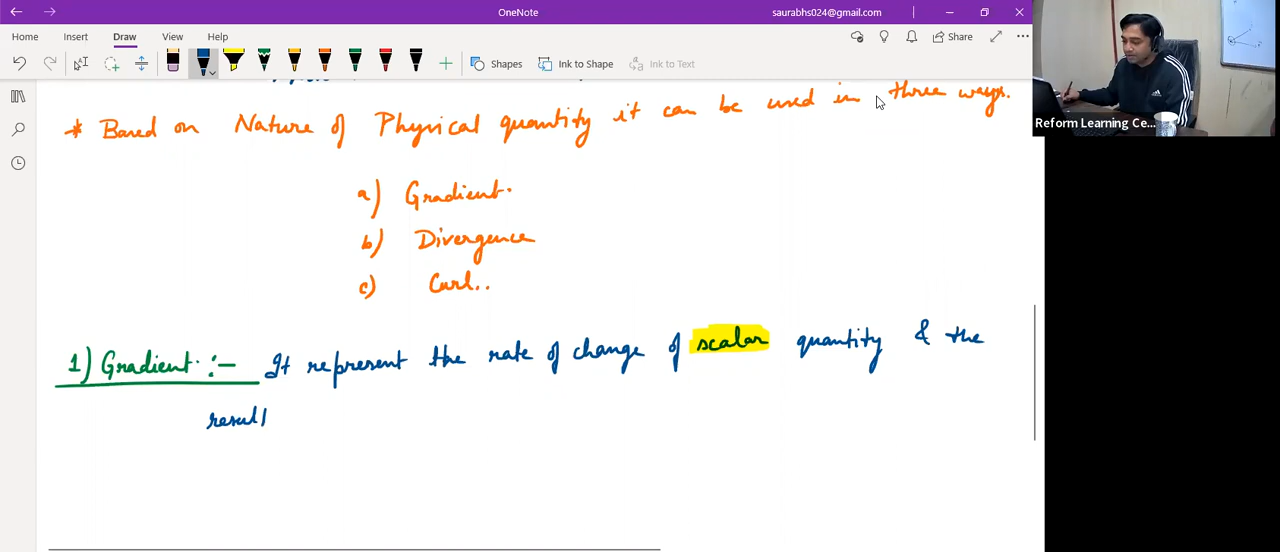 OneNote
saurabhs024@gmail.com
Home Insert Draw View Help
Share
Shapes
Ink to Shape
Ink to Text
* Based on Nature of Physical quantity it can be used in three ways.
a) Gradient.
b) Divergence
c) Curl..
1) Gradient :- It represent the rate of change of scalar quantity & the
result
Reform Learning Ce...